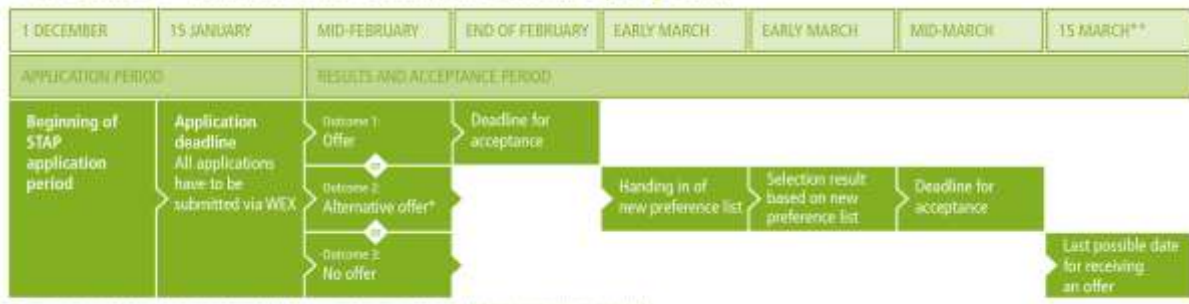 1 DECEMBER
15 JANUARY
MID-FEBRUARY
END OF FEBRUARY
EARLY MARCH
EARLY MARCH
MID-MARCH
15 MARCH**
APPLICATION PERIOD
RESULTS AND ACCEPTANCE PERIOD
Beginning of
STAP
application
period
Application
deadline
All applications
have to be
submitted via WEX
Outcome 1:
Offer
or
Outcome 2:
Alternative offer*
or
Outcome 3:
No offer
Deadline for
acceptance
Handing in of
new preference list
Selection result
based on new
preference list
Deadline for
acceptance
Last possible date
for receiving
an offer